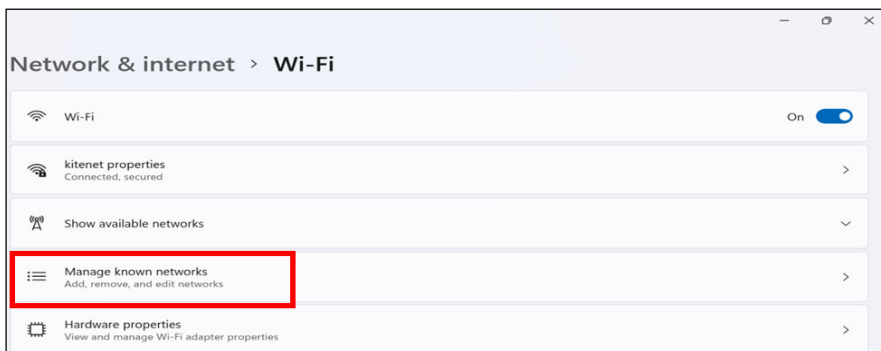 Network & internet > Wi-Fi
Wi-Fi
On
kitenet properties
Connected, secured
Show available networks
Manage known networks
Add, remove, and edit networks
Hardware properties
View and manage Wi-Fi adapter properties